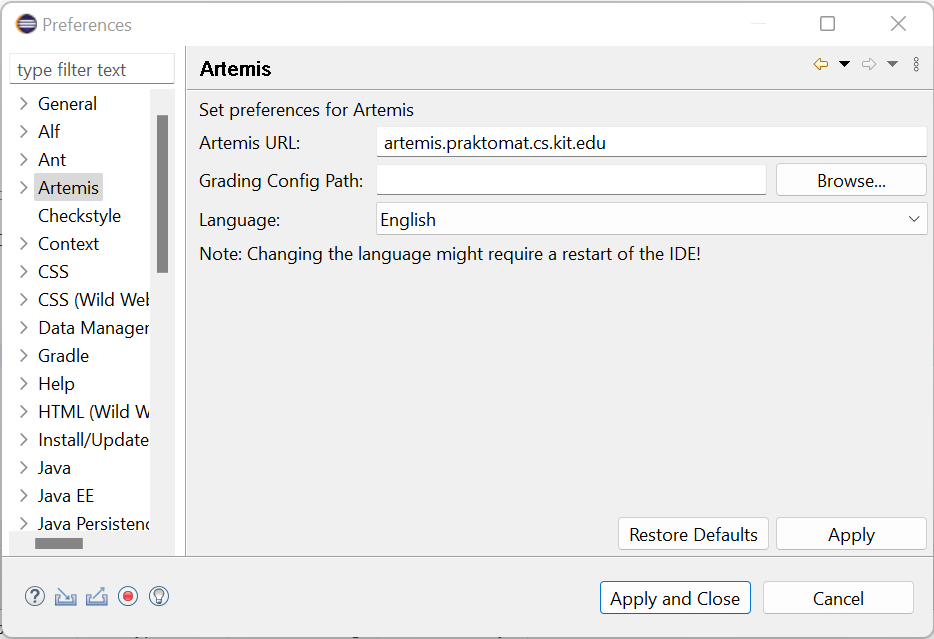 Preferences
type filter text
General
Alf
Ant
Artemis
Checkstyle
Context
CSS
CSS (Wild Web
Data Manager
Gradle
Help
HTML (Wild W
Install/Update
Java
Java EE
Java Persistenc
Artemis
Set preferences for Artemis
Artemis URL: artemis.praktomat.cs.kit.edu
Grading Config Path: Browse...
Language: English
Note: Changing the language might require a restart of the IDE!
Restore Defaults Apply
Apply and Close Cancel